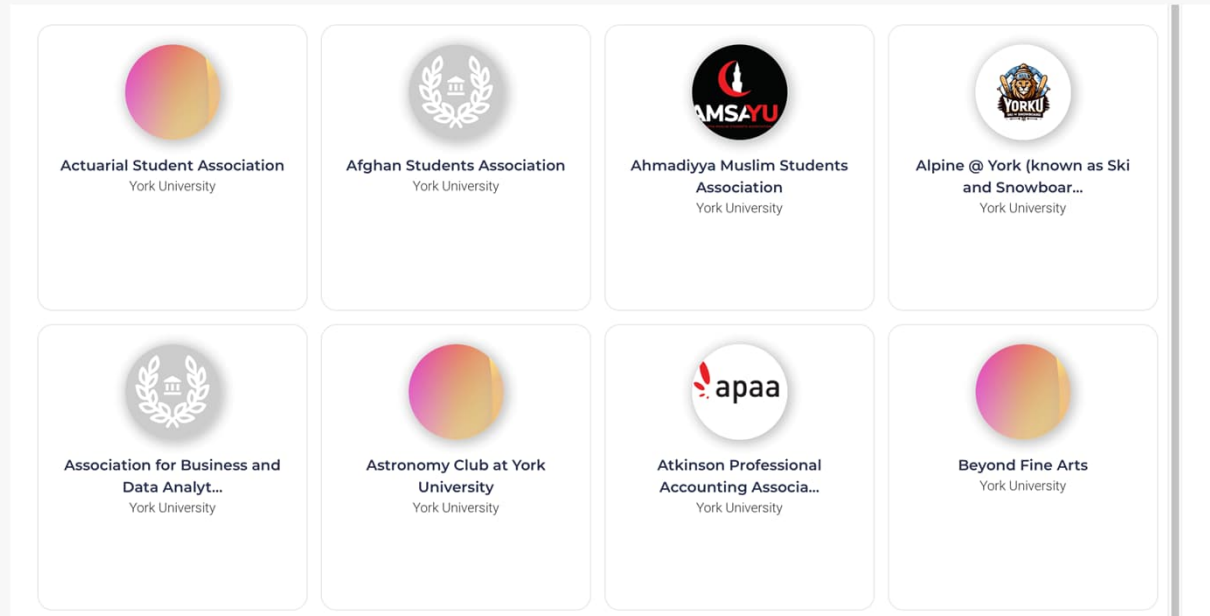 AMSAYU
YORKU
Actuarial Student Association
York University
Afghan Students Association
York University
Ahmadiyya Muslim Students
Association
York University
Alpine @ York (known as Ski
and Snowboar...
York University
apaa
Association for Business and
Data Analyt...
York University
Astronomy Club at York
University
York University
Atkinson Professional
Accounting Associa...
York University
Beyond Fine Arts
York University